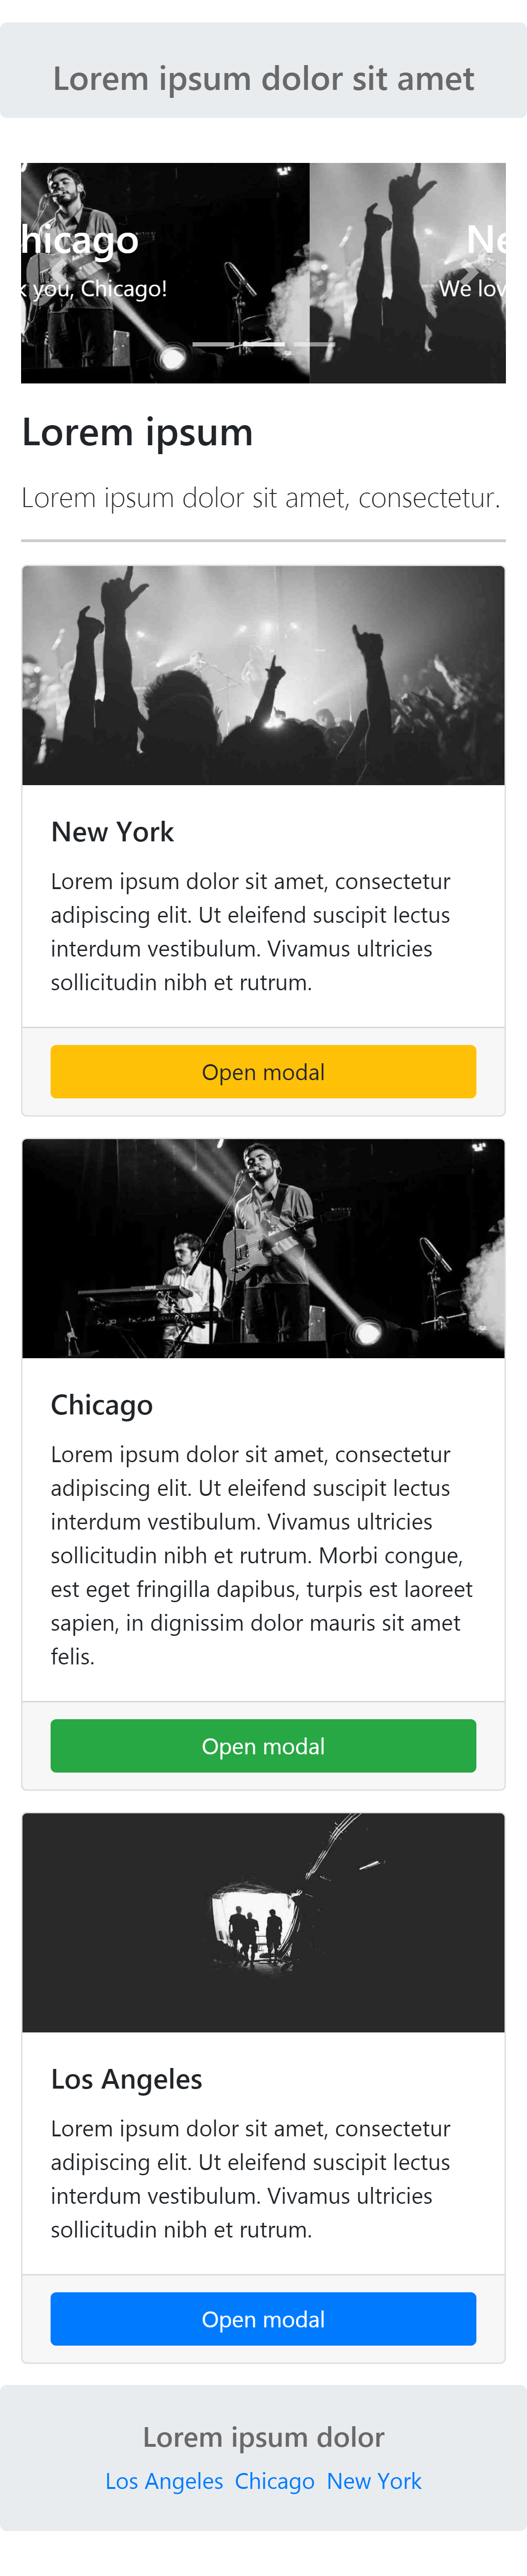 Lorem ipsum dolor sit amet
hicago
Ne
k you, Chicago!
We lov
Lorem ipsum
Lorem ipsum dolor sit amet, consectetur.
New York
Lorem ipsum dolor sit amet, consectetur
adipiscing elit. Ut eleifend suscipit lectus
interdum vestibulum. Vivamus ultricies
sollicitudin nibh et rutrum.
Open modal
Chicago
Lorem ipsum dolor sit amet, consectetur
adipiscing elit. Ut eleifend suscipit lectus
interdum vestibulum. Vivamus ultricies
sollicitudin nibh et rutrum. Morbi congue,
est eget fringilla dapibus, turpis est laoreet
sapien, in dignissim dolor mauris sit amet
felis.
Open modal
Los Angeles
Lorem ipsum dolor sit amet, consectetur
adipiscing elit. Ut eleifend suscipit lectus
interdum vestibulum. Vivamus ultricies
sollicitudin nibh et rutrum.
Open modal
Lorem ipsum dolor
Los Angeles Chicago New York